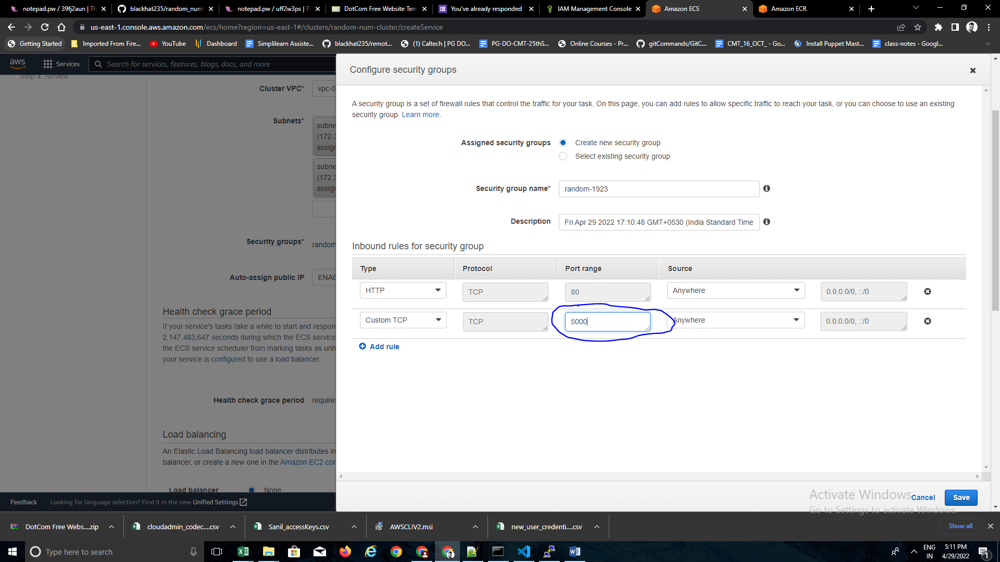 notepad.pw / 39fj2aun | Th
blackhat235/random_num
notepad.pw / uff2w3ps | Th
DotCom Free Website Tem
You've already responded
IAM Management Console
Amazon ECS
Amazon ECR
us-east-1.console.aws.amazon.com/ecs/home?region=us-east-1#/clusters/random-num-cluster/createService
Getting Started
Imported From Fire...
YouTube
Dashboard
Simplilearn Assiste...
blackhat235/remot...
(1) Caltech | PG DO...
PG-DO-CMT-25thS...
Online Courses - Pr...
gitCommands/GitC...
CMT_16_OCT_ - Go...
Install Puppet Mast...
class-notes - Googl...
aws
Services
Search for services, features, blogs, docs, and more
Step 4: Review
Cluster VPC*
vpc-0
Subnets*
subne
(172.3
assign
subne
(172.3
assign
Security groups*
random
Auto-assign public IP
ENAB
Health check grace period
If your service's tasks take a while to start and respon
2,147,483,647 seconds during which the ECS service
the ECS service scheduler from marking tasks as unh
your service is configured to use a load balancer.
Health check grace period
require
Load balancing
An Elastic Load Balancing load balancer distributes in
balancer, or create a new one in the Amazon EC2 con
Load balancer
None
Configure security groups
A security group is a set of firewall rules that control the traffic for your task. On this page, you can add rules to allow specific traffic to reach your task, or you can choose to use an existing
security group. Learn more.
Assigned security groups
Create new security group
Select existing security group
Security group name*
random-1923
Description
Fri Apr 29 2022 17:10:48 GMT+0530 (India Standard Time
Inbound rules for security group
Type
Protocol
Port range
Source
HTTP
TCP
80
Anywhere
0.0.0.0/0, ::/0
Custom TCP
TCP
5000
Anywhere
0.0.0.0/0, ::/0
Add rule
Cancel
Save
Activate Windows
Go to Settings to activate Windows.
Feedback
Looking for language selection? Find it in the new Unified Settings
DotCom Free Webs....zip
cloudadmin_codec....csv
Sanil_accessKeys.csv
AWSCLIV2.msi
new_user_credenti....csv
Show all
Type here to search
ENG
IN
5:11 PM
4/29/2022
1